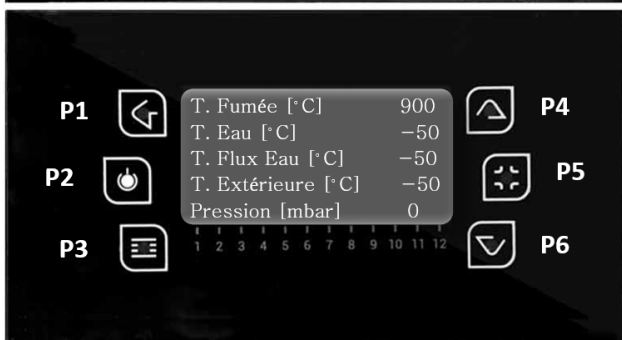 P1
P2
P3
T. Fumée [°C] 900
T. Eau [°C] −50
T. Flux Eau [°C] −50
T. Extérieure [°C] −50
Pression [mbar] 0
1 2 3 4 5 6 7 8 9 10 11 12
P4
P5
P6